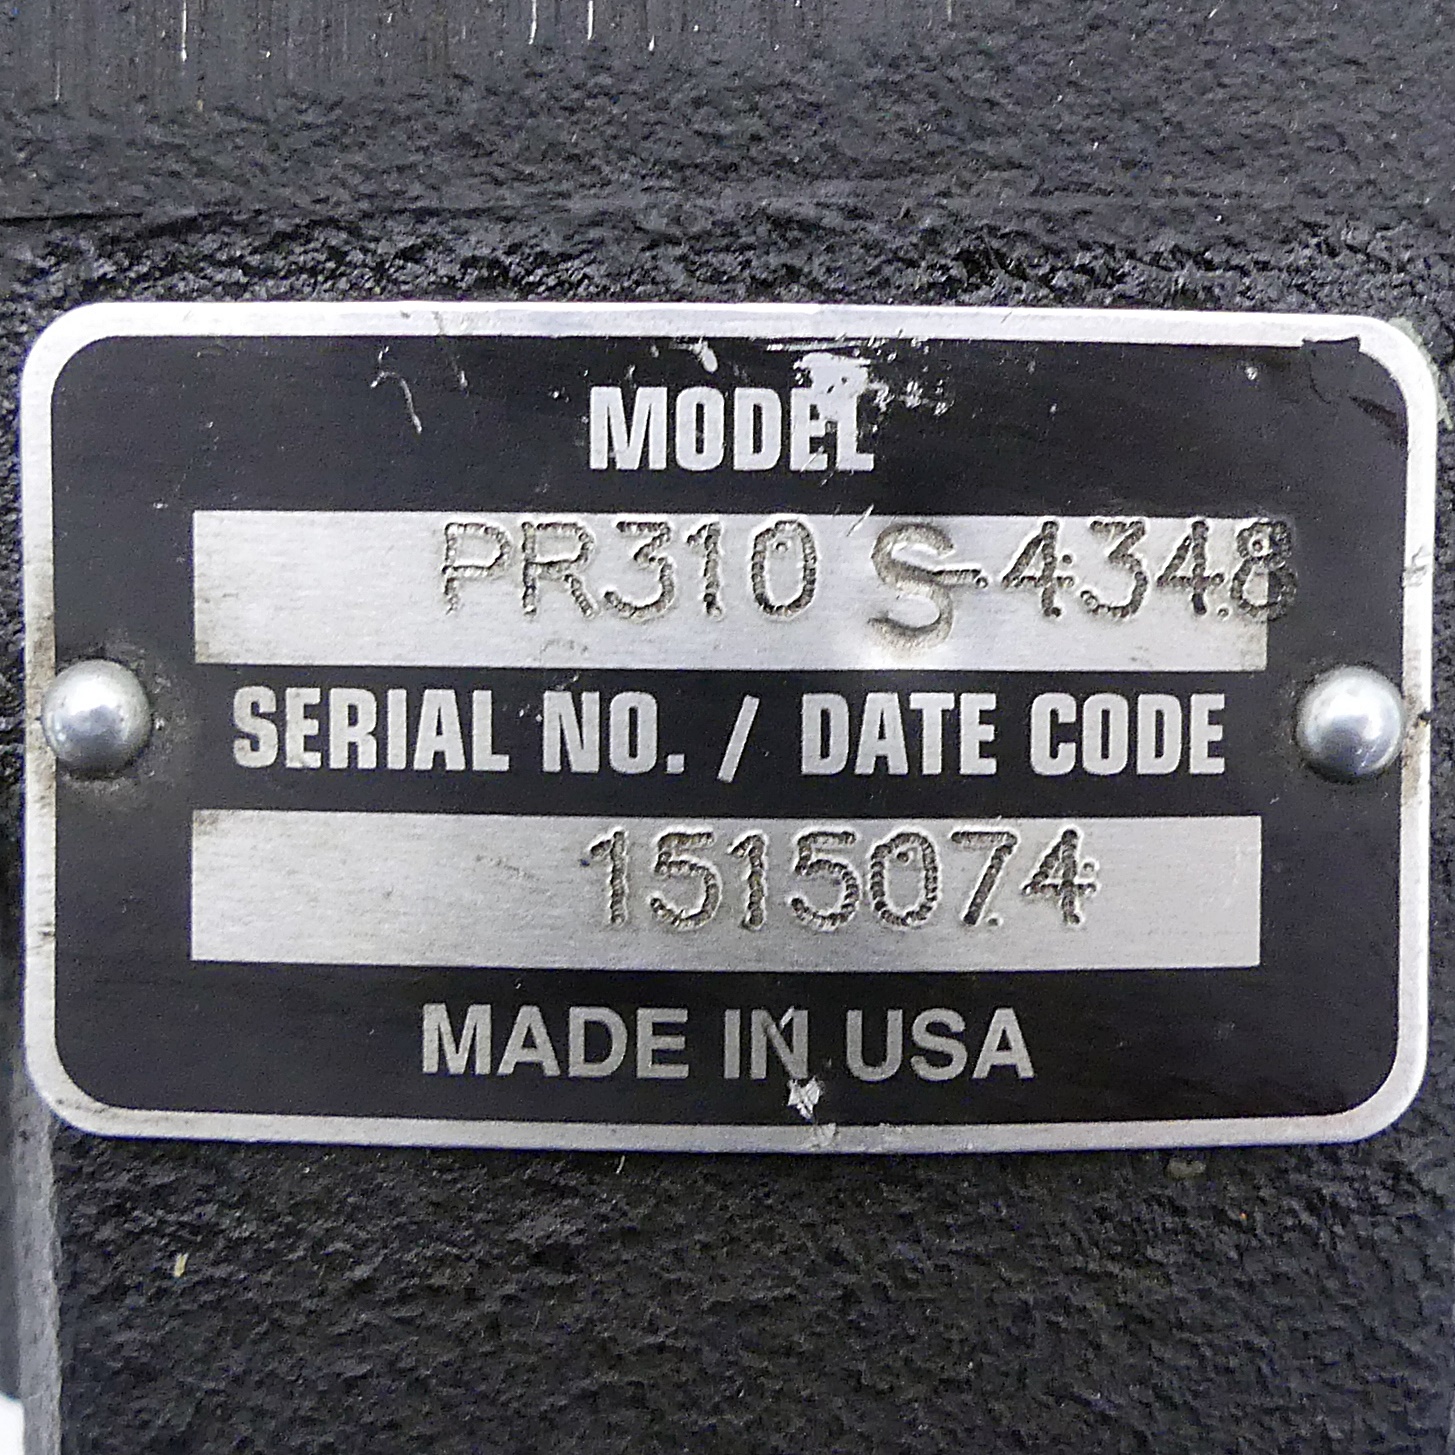 MODEL
PR310 S-4348
SERIAL NO. / DATE CODE
1515074
MADE IN USA